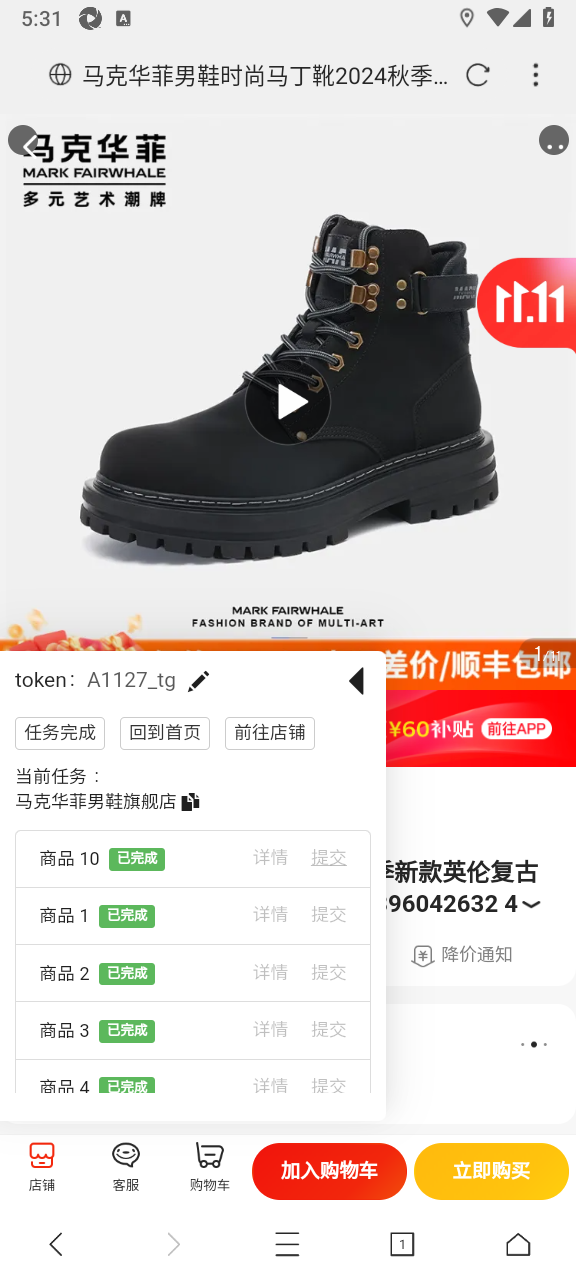 5:31
A
马克华菲男鞋时尚马丁靴2024秋季...
马克华菲
MARK FAIRWHALE
多元艺术潮牌
11.11
MARK FAIRWHALE
FASHION BRAND OF MULTI-ART
差价/顺丰包邮
1/11
token: A1127_tg
¥60补贴 前往APP
任务完成 回到首页 前往店铺
当前任务：
马克华菲男鞋旗舰店
商品 10 已完成 详情 提交
季新款英伦复古
商品 1 已完成 详情 提交
396042632 4
降价通知
商品 2 已完成 详情 提交
商品 3 已完成 详情 提交
商品 4 已完成 详情 提交
店铺 客服 购物车 加入购物车 立即购买
1